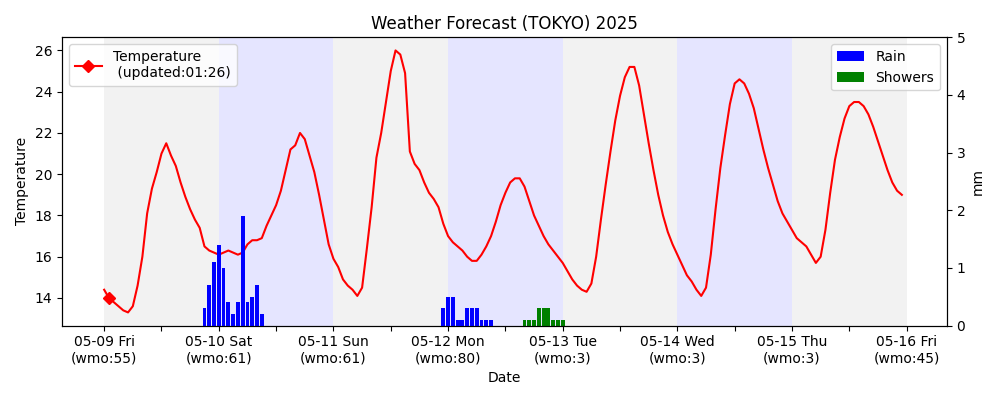 Weather Forecast (TOKYO) 2025
Temperature
(updated:01:26)
Rain
Showers
Temperature
26
24
22
20
18
16
14
5
4
3
2
1
0
mm
05-09 Fri
(wmo:55)
05-10 Sat
(wmo:61)
05-11 Sun
(wmo:61)
05-12 Mon
(wmo:80)
05-13 Tue
(wmo:3)
05-14 Wed
(wmo:3)
05-15 Thu
(wmo:3)
05-16 Fri
(wmo:45)
Date